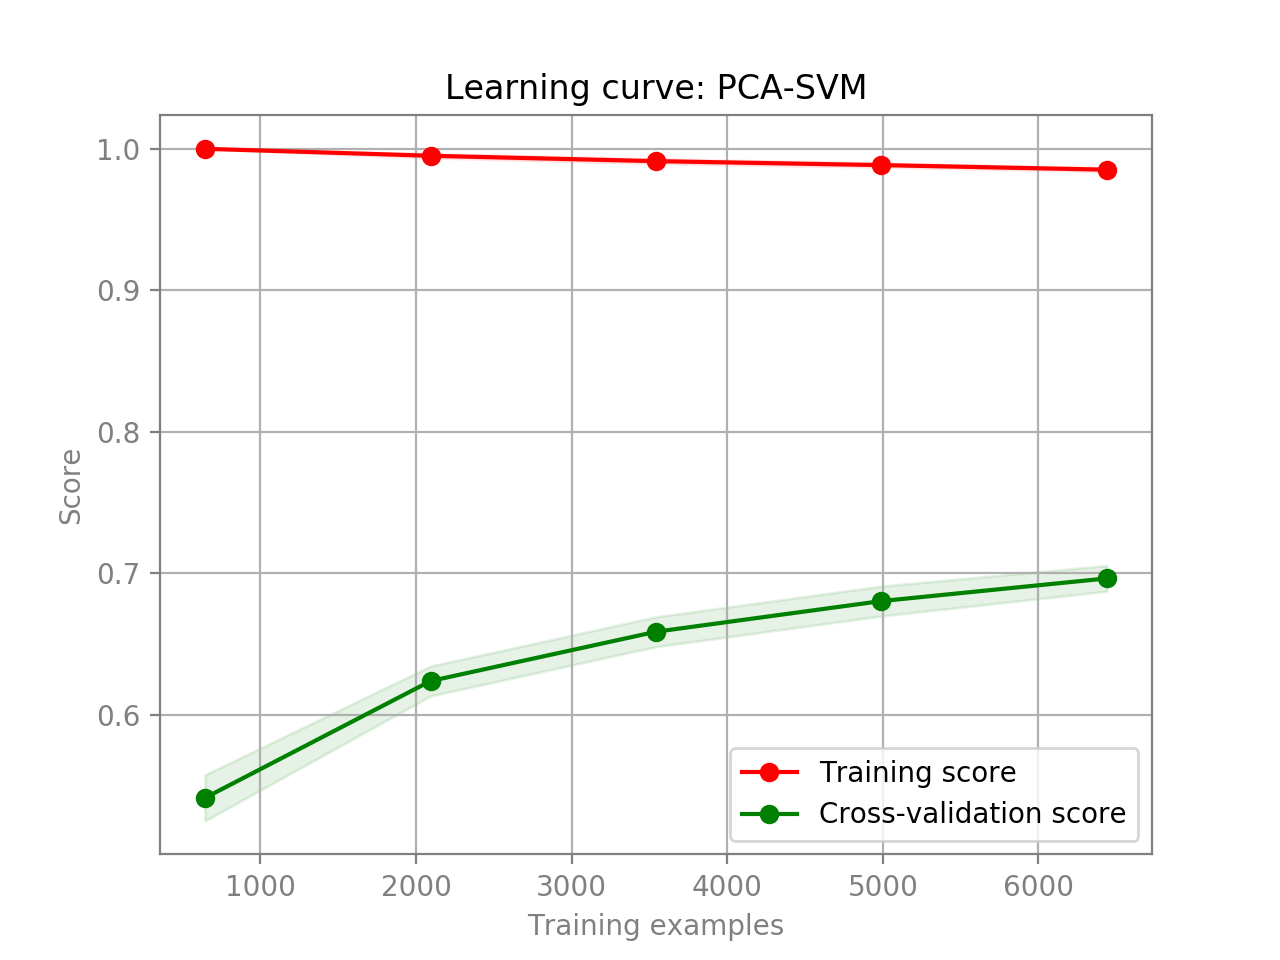 Learning curve: PCA-SVM
1.0
0.9
0.8
0.7
0.6
Score
Training score
Cross-validation score
1000 2000 3000 4000 5000 6000
Training examples